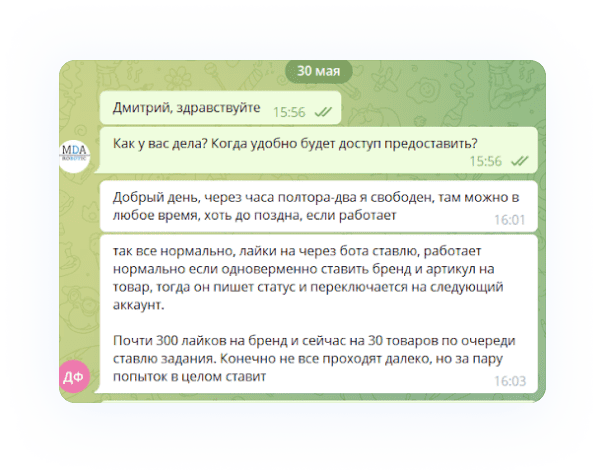 30 мая
Дмитрий, здравствуйте 15:56
MDA
Как у вас дела? Когда удобно будет доступ предоставить?
15:56
Добрый день, через часа полтора-два я свободен, там можно в
любое время, хоть до поздна, если работает 16:01
так все нормально, лайки на через бота ставлю, работает
нормально если одноверменно ставить бренд и артикул на
товар, тогда он пишет статус и переключается на следующий
аккаунт.
Почти 300 лайков на бренд и сейчас на 30 товаров по очереди
ставлю задания. Конечно не все проходят далеко, но за пару
попыток в целом ставит 16:03
ДФ